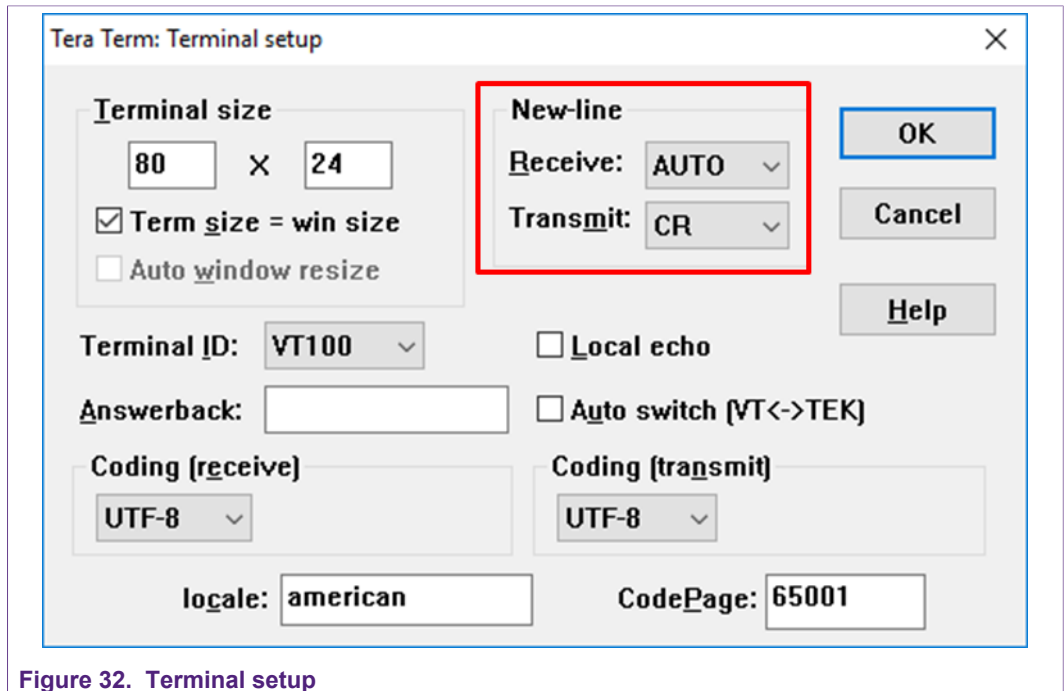 Tera Term: Terminal setup
Terminal size
80 X 24
Term size = win size
Auto window resize
New-line
Receive: AUTO
Transmit: CR
OK
Cancel
Help
Terminal ID: VT100
Local echo
Answerback:
Auto switch (VT<->TEK)
Coding (receive)
UTF-8
Coding (transmit)
UTF-8
locale: american
CodePage: 65001
Figure 32. Terminal setup